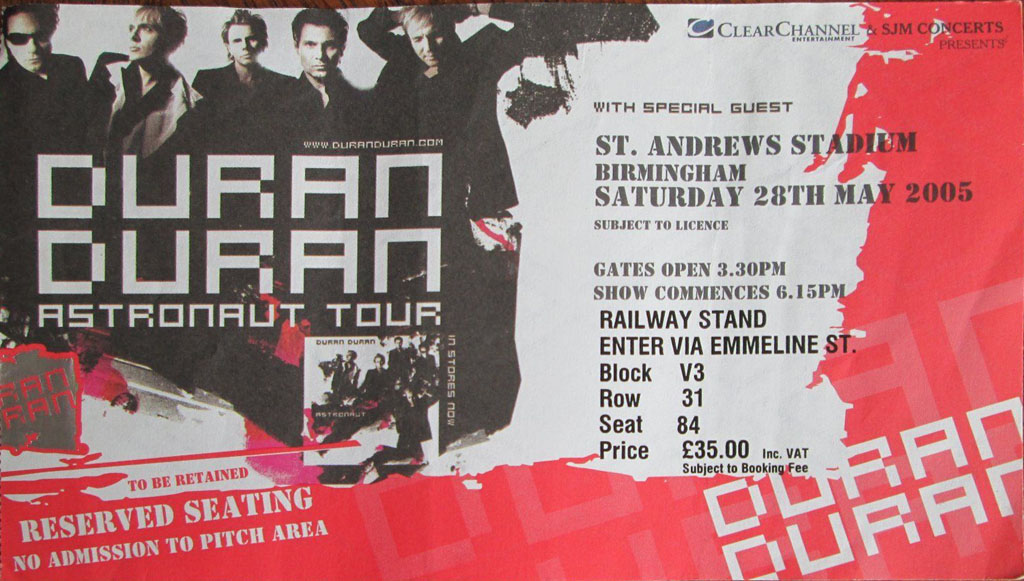 CLEARCHANNEL & SJM CONCERTS
ENTERTAINMENT
PRESENTS
WITH SPECIAL GUEST
ST. ANDREWS STADIUM
BIRMINGHAM
SATURDAY 28TH MAY 2005
SUBJECT TO LICENCE
GATES OPEN 3.30PM
SHOW COMMENCES 6.15PM
RAILWAY STAND
ENTER VIA EMMELINE ST.
Block V3
Row 31
Seat 84
Price £35.00 Inc. VAT
Subject to Booking Fee
WWW.DURANDURAN.COM
DURAN
DURAN
ASTRONAUT TOUR
DURAN DURAN
ASTRONAUT
IN STORES NOW
RAN
RAN
TO BE RETAINED
RESERVED SEATING
NO ADMISSION TO PITCH AREA
DURAN
DURAN